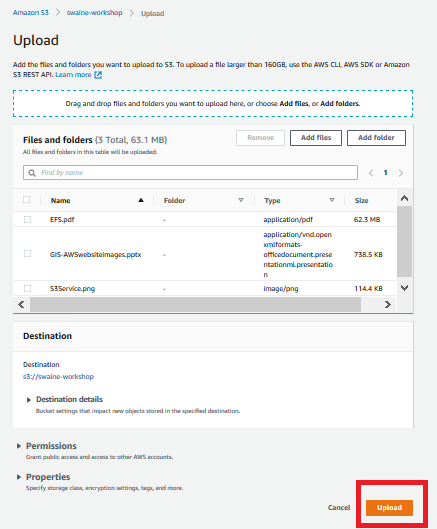 Amazon S3 > swaine-workshop > Upload
Upload
Add the files and folders you want to upload to S3. To upload a file larger than 160GB, use the AWS CLI, AWS SDK or Amazon
S3 REST API. Learn more
Drag and drop files and folders you want to upload here, or choose Add files, or Add folders.
Files and folders (3 Total, 63.1 MB)
Remove
Add files
Add folder
All files and folders in this table will be uploaded.
Find by name
< 1 >
Name Folder Type Size
EFS.pdf - application/pdf 62.3 MB
GIS-AWSwebsiteimages.pptx - application/vnd.openxmlformats-officedocument.presentationml.presentation 738.5 KB
S3Service.png - image/png 114.4 KB
Destination
Destination
s3://swaine-workshop
Destination details
Bucket settings that impact new objects stored in the specified destination.
Permissions
Grant public access and access to other AWS accounts.
Properties
Specify storage class, encryption settings, tags, and more.
Cancel
Upload